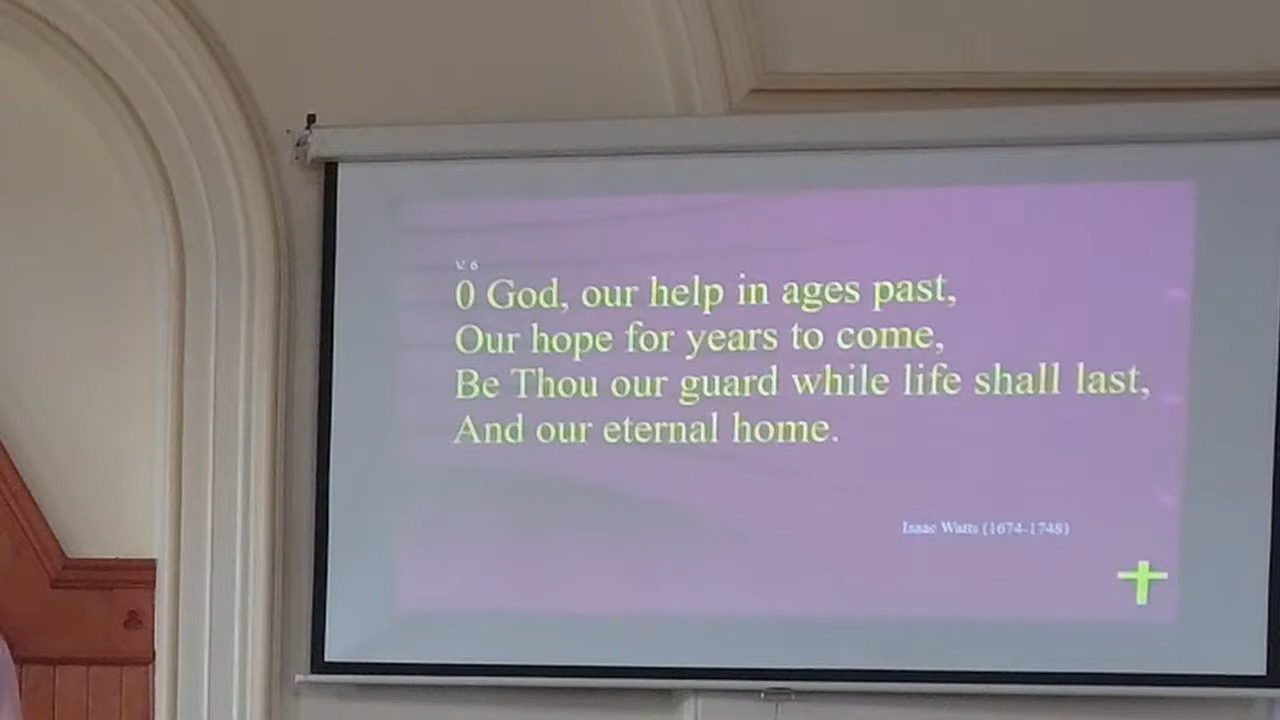 V. 6
0 God, our help in ages past,
Our hope for years to come,
Be Thou our guard while life shall last,
And our eternal home.
Isaac Watts (1674-1748)